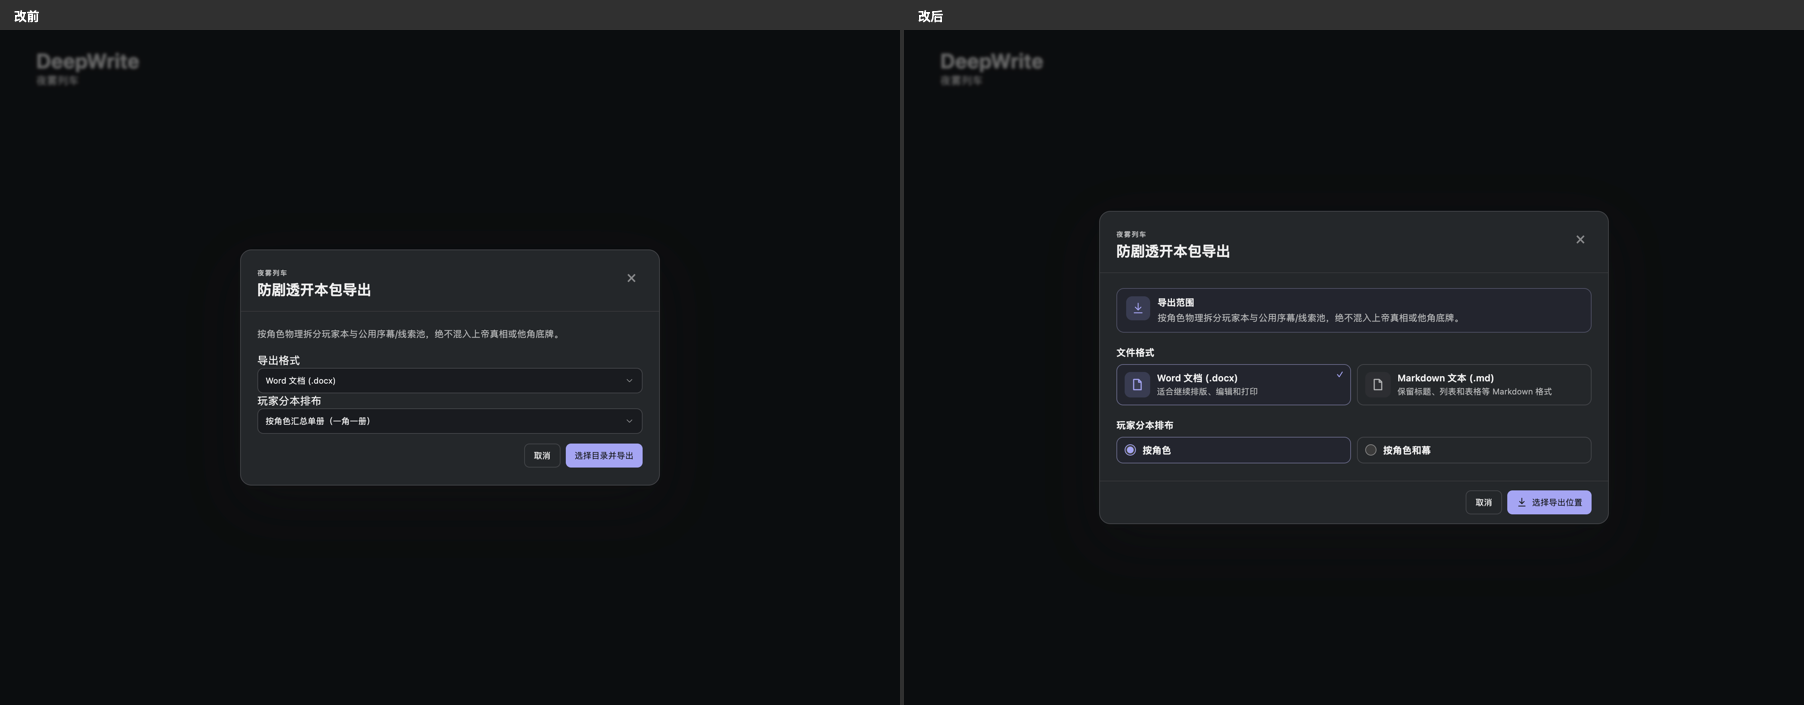 改前
DeepWrite
夜雾列车
夜雾列车
防剧透开本包导出
按角色物理拆分玩家本与公用序幕/线索池，绝不混入上帝真相或他角底牌。
导出格式
Word 文档 (.docx)
玩家分本排布
按角色汇总单册（一角一册）
取消
选择目录并导出
改后
DeepWrite
夜雾列车
夜雾列车
防剧透开本包导出
导出范围
按角色物理拆分玩家本与公用序幕/线索池，绝不混入上帝真相或他角底牌。
文件格式
Word 文档 (.docx)
适合继续排版、编辑和打印
Markdown 文本 (.md)
保留标题、列表和表格等 Markdown 格式
玩家分本排布
按角色
按角色和幕
取消
选择导出位置